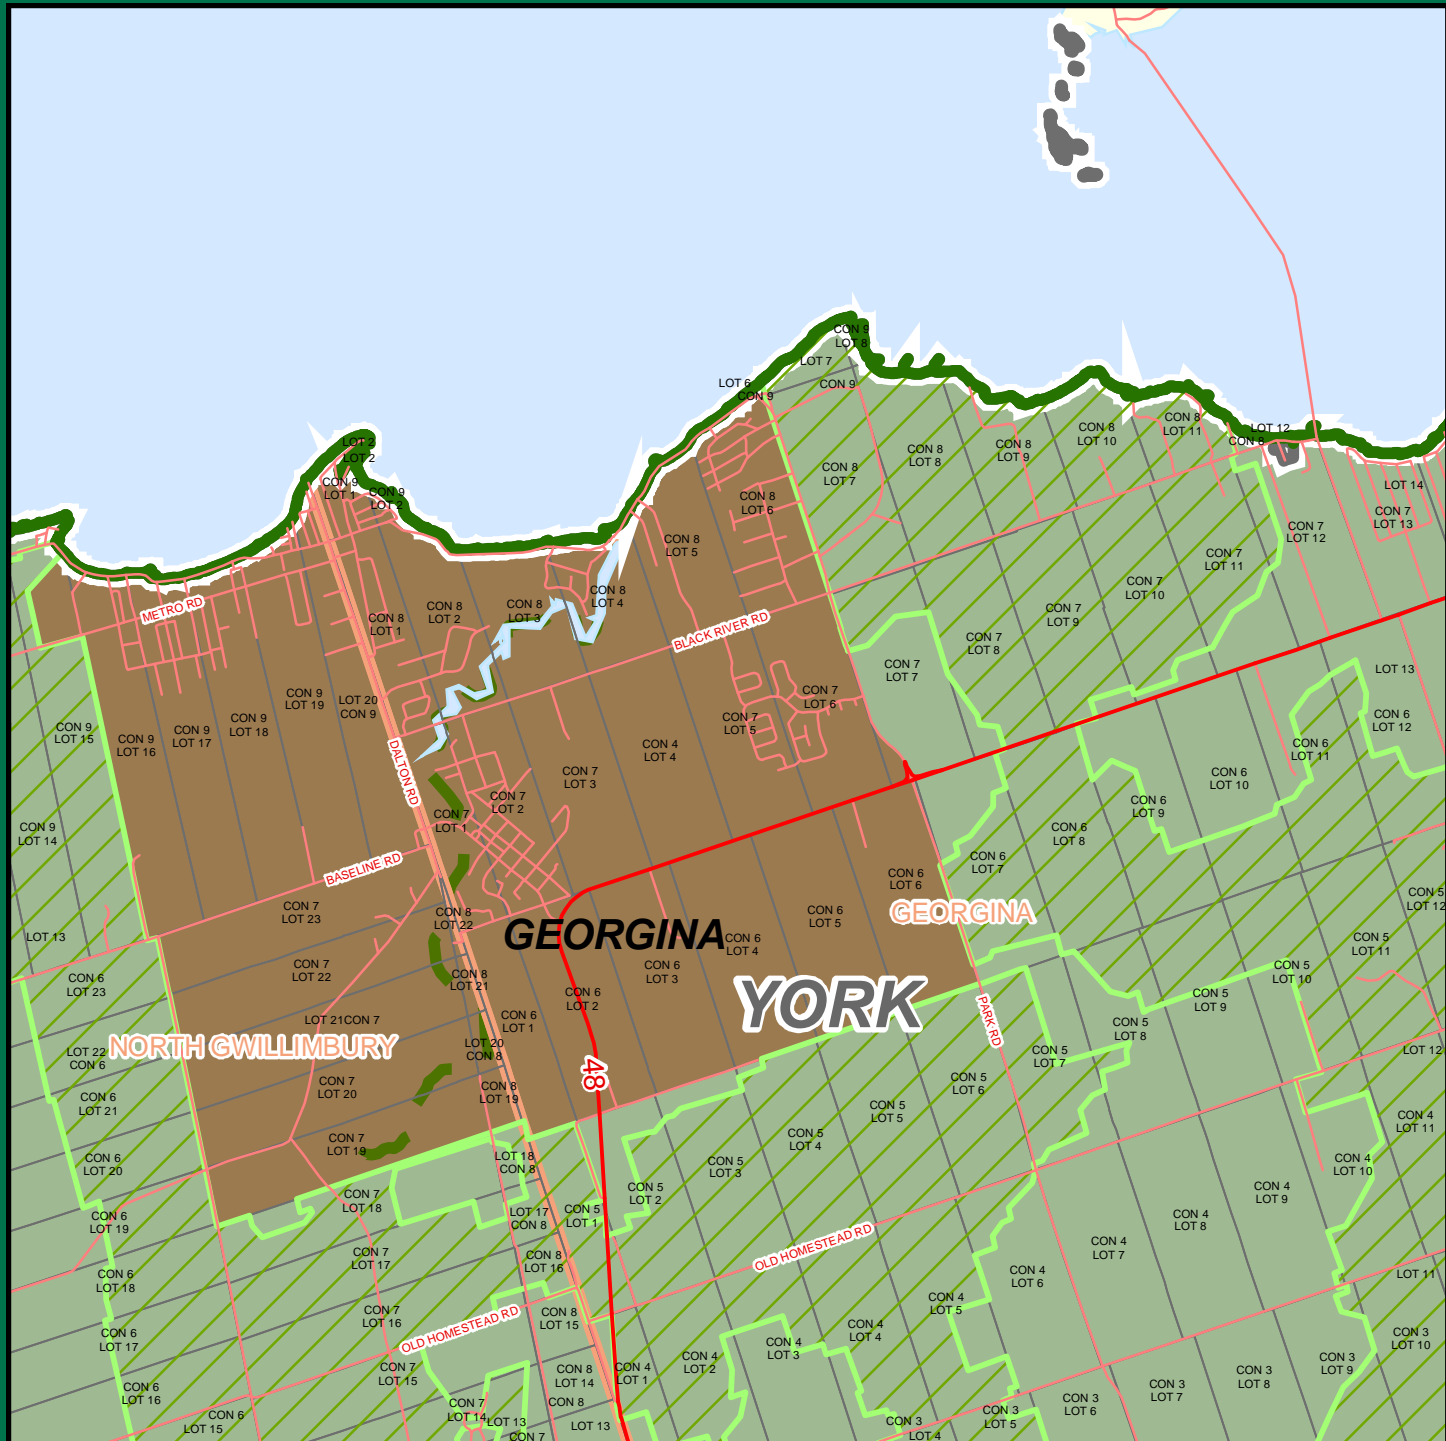 CON 9
LOT 8
LOT 7
LOT 6
CON 9
CON 9
LOT 2
LOT 2
CON 9
LOT 1
CON 9
LOT 2
CON 8
LOT 6
CON 8
LOT 7
CON 8
LOT 8
CON 8
LOT 9
CON 8
LOT 10
CON 8
LOT 11
LOT 12
CON 8
LOT 14
CON 7
LOT 13
CON 7
LOT 12
CON 7
LOT 11
CON 7
LOT 10
CON 7
LOT 9
CON 7
LOT 8
CON 7
LOT 7
CON 8
LOT 5
CON 8
LOT 4
CON 8
LOT 3
CON 8
LOT 2
CON 8
LOT 1
METRO RD
BLACK RIVER RD
CON 9
LOT 15
CON 9
LOT 16
CON 9
LOT 17
CON 9
LOT 18
CON 9
LOT 19
LOT 20
CON 9
DALTON RD
CON 7
LOT 6
CON 7
LOT 5
CON 4
LOT 4
CON 7
LOT 3
CON 7
LOT 2
CON 7
LOT 1
LOT 13
CON 6
LOT 12
CON 6
LOT 11
CON 6
LOT 10
CON 6
LOT 9
CON 6
LOT 8
CON 6
LOT 7
CON 6
LOT 6
CON 9
LOT 14
BASELINE RD
CON 7
LOT 23
CON 8
LOT 22
GEORGINA
GEORGINA
CON 6
LOT 5
CON 6
LOT 4
CON 6
LOT 3
CON 6
LOT 2
CON 6
LOT 1
CON 5
LOT 12
CON 5
LOT 11
CON 5
LOT 10
CON 5
LOT 9
CON 5
LOT 8
CON 5
LOT 7
CON 5
LOT 6
LOT 13
CON 6
LOT 23
CON 7
LOT 22
CON 8
LOT 21
YORK
PARK RD
LOT 21CON 7
NORTH GWILLIMBURY
LOT 22
CON 6
LOT 20
CON 8
48
LOT 12
CON 6
LOT 21
CON 7
LOT 20
CON 8
LOT 19
CON 5
LOT 5
CON 5
LOT 4
CON 5
LOT 3
CON 5
LOT 2
CON 5
LOT 1
CON 4
LOT 11
CON 4
LOT 10
CON 4
LOT 9
CON 4
LOT 8
CON 4
LOT 7
CON 4
LOT 6
CON 4
LOT 5
CON 4
LOT 4
CON 4
LOT 3
CON 4
LOT 2
CON 4
LOT 1
CON 6
LOT 20
CON 7
LOT 19
LOT 18
CON 8
CON 7
LOT 18
LOT 17
CON 8
CON 6
LOT 19
CON 7
LOT 17
CON 8
LOT 16
OLD HOMESTEAD RD
LOT 11
CON 6
LOT 18
CON 7
LOT 16
OLD HOMESTEAD RD
CON 8
LOT 15
CON 6
LOT 17
CON 7
LOT 15
CON 8
LOT 14
CON 3
LOT 10
CON 3
LOT 9
CON 3
LOT 8
CON 3
LOT 7
CON 3
LOT 6
CON 3
LOT 5
CON 3
LOT 4
CON 6
LOT 16
CON 6
LOT 15
CON 7
LOT 14
LOT 13
CON 7
CON 8
LOT 13